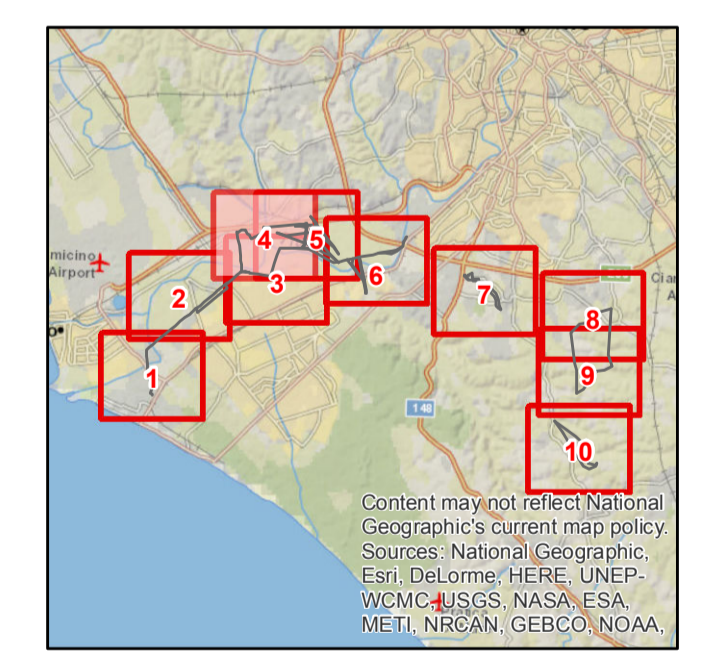 4
5
micino
Airport
6
3
2
7
Cia
A
8
o
1
9
148
10
Content may not reflect National
Geographic's current map policy.
Sources: National Geographic,
Esri, DeLorme, HERE, UNEP-
WCMC, USGS, NASA, ESA,
METI, NRCAN, GEBCO, NOAA,